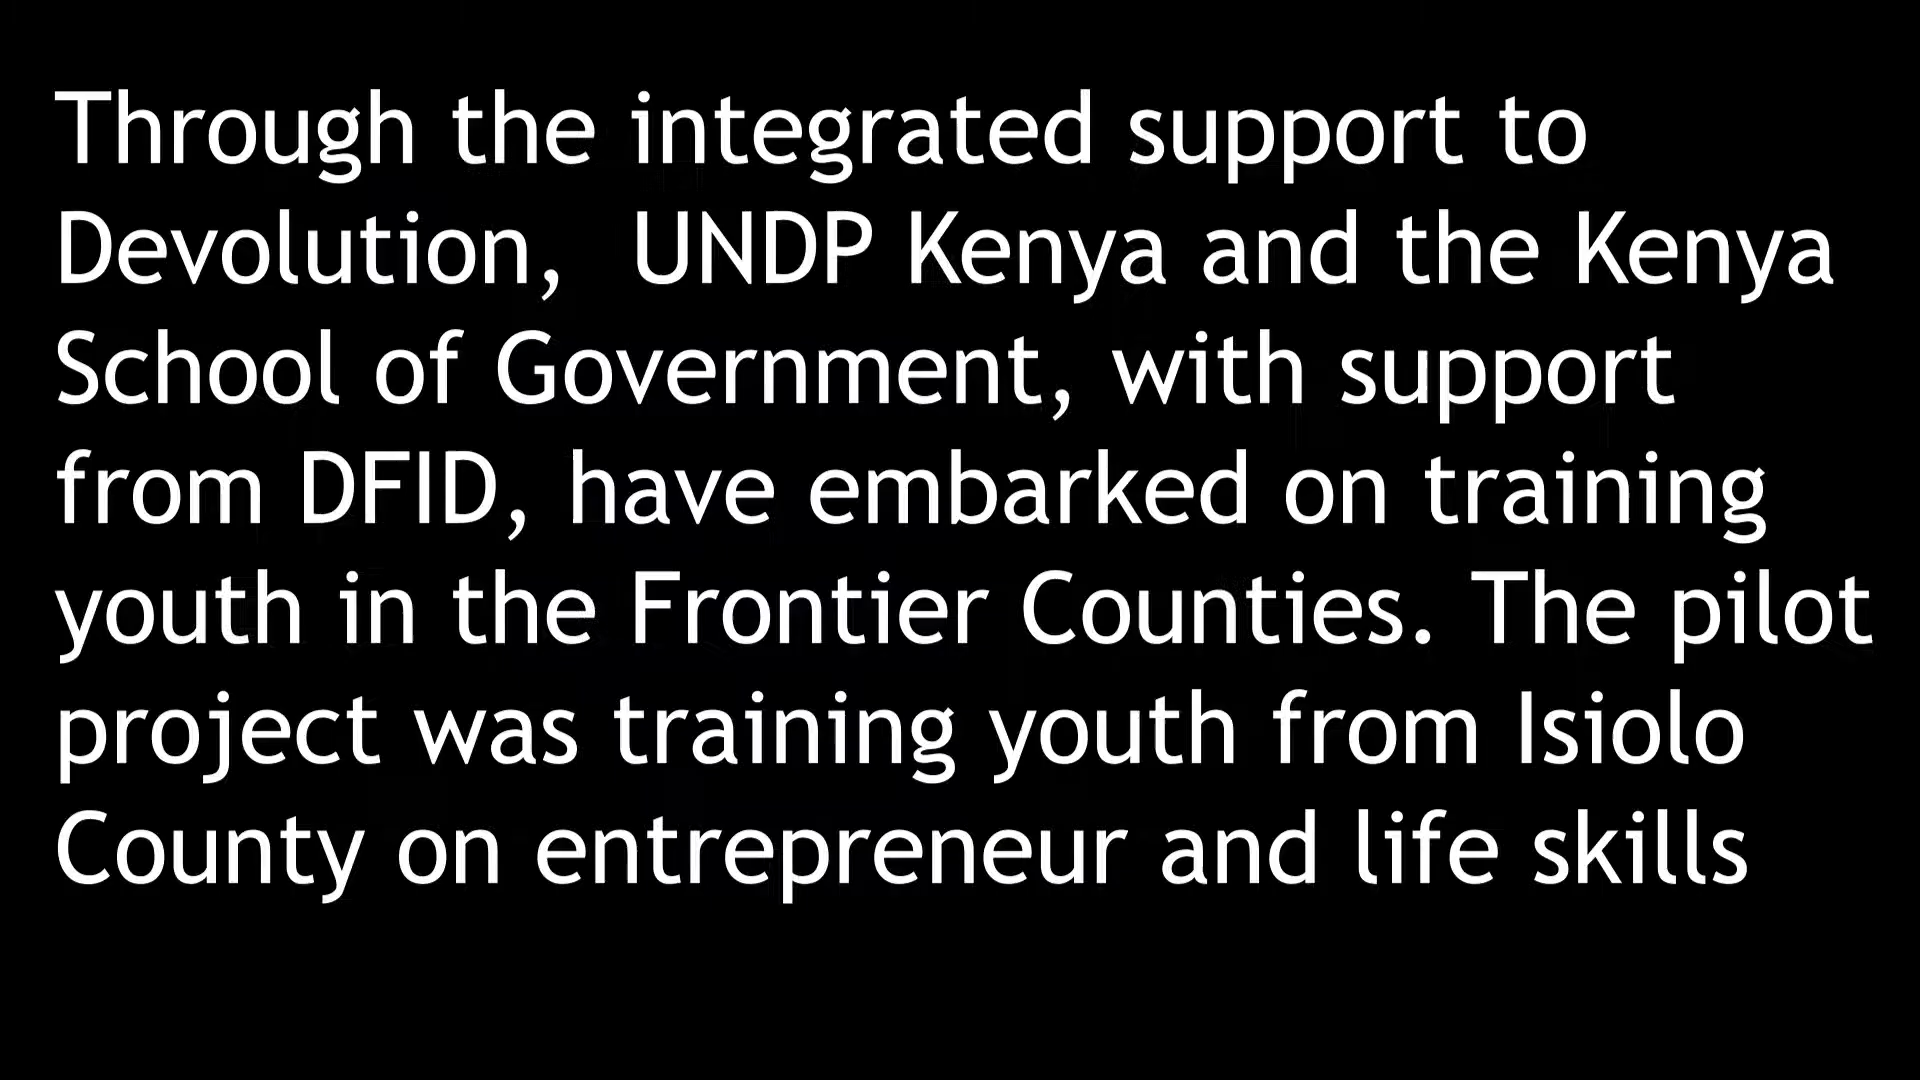 Through the integrated support to
Devolution,  UNDP Kenya and the Kenya
School of Government, with support
from DFID, have embarked on training
youth in the Frontier Counties. The pilot
project was training youth from Isiolo
County on entrepreneur and life skills